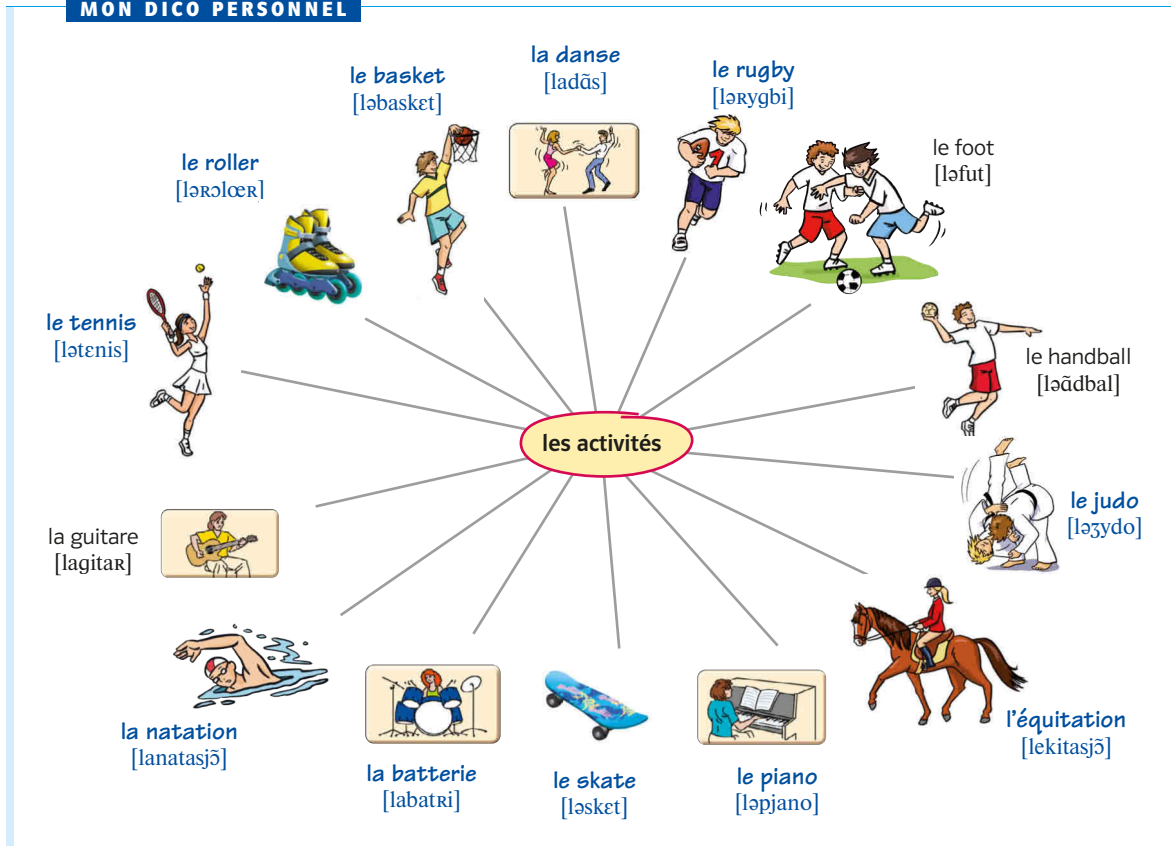 MON DICO PERSONNEL
la danse
[ladɑ̃s]
le basket
[ləbaskɛt]
le rugby
[ləʀygbi]
le foot
[ləfut]
le roller
[ləʀɔlœʀ]
le tennis
[lətɛnis]
le handball
[ləɑ̃dbal]
les activités
le judo
[ləʒydo]
la guitare
[lagitaʀ]
l'équitation
[lekitasjɔ̃]
la natation
[lanatasjɔ̃]
la batterie
[labatʀi]
le skate
[ləskɛt]
le piano
[ləpjano]